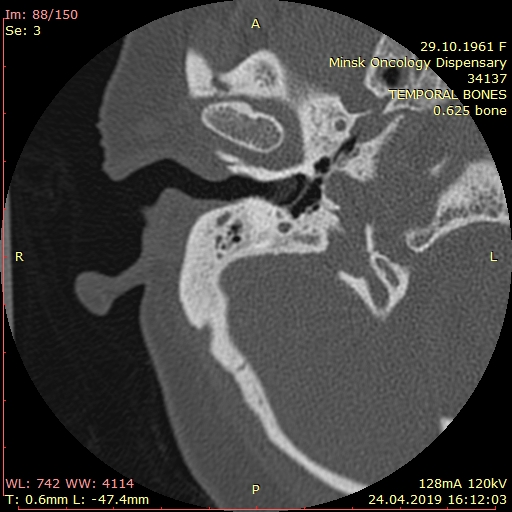 Im: 88/150
Se: 3
A
29.10.1961 F
Minsk Oncology Dispensary
34137
TEMPORAL BONES
0.625 bone
R
L
WL: 742 WW: 4114
T: 0.6mm L: -47.4mm
P
128mA 120kV
24.04.2019 16:12:03